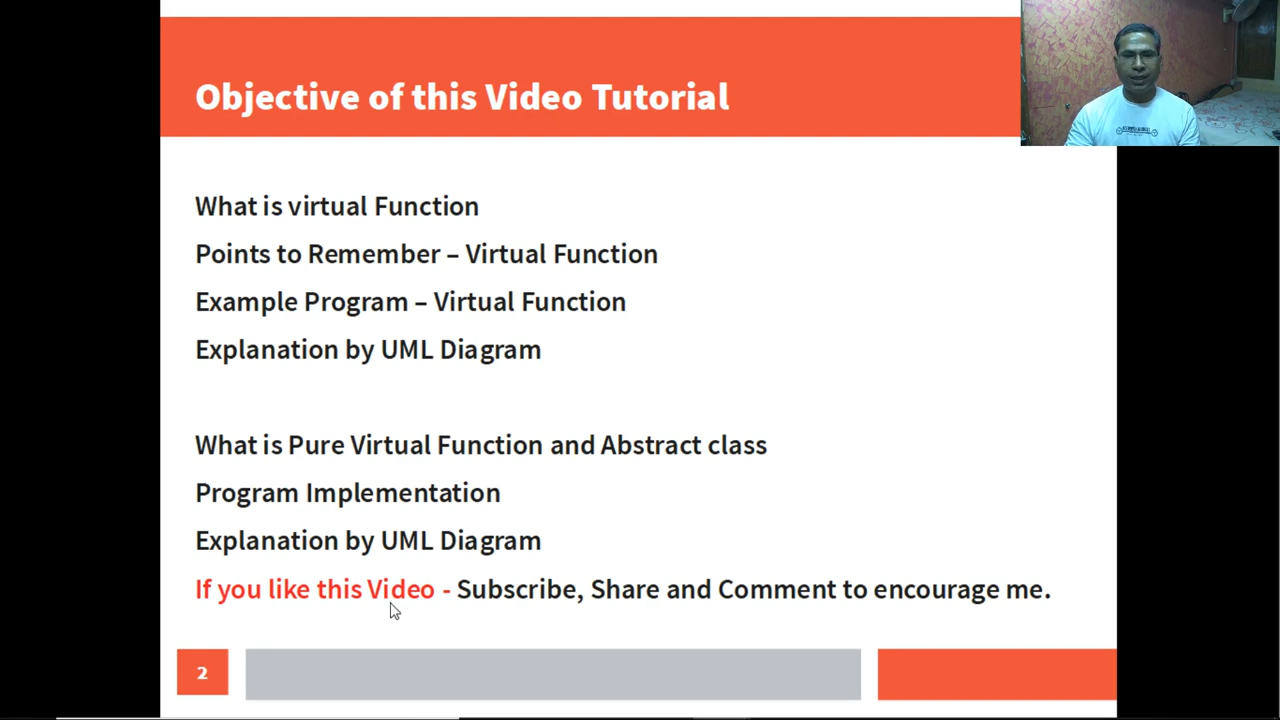 Objective of this Video Tutorial
What is virtual Function
Points to Remember – Virtual Function
Example Program – Virtual Function
Explanation by UML Diagram
What is Pure Virtual Function and Abstract class
Program Implementation
Explanation by UML Diagram
If you like this Video - Subscribe, Share and Comment to encourage me.
2